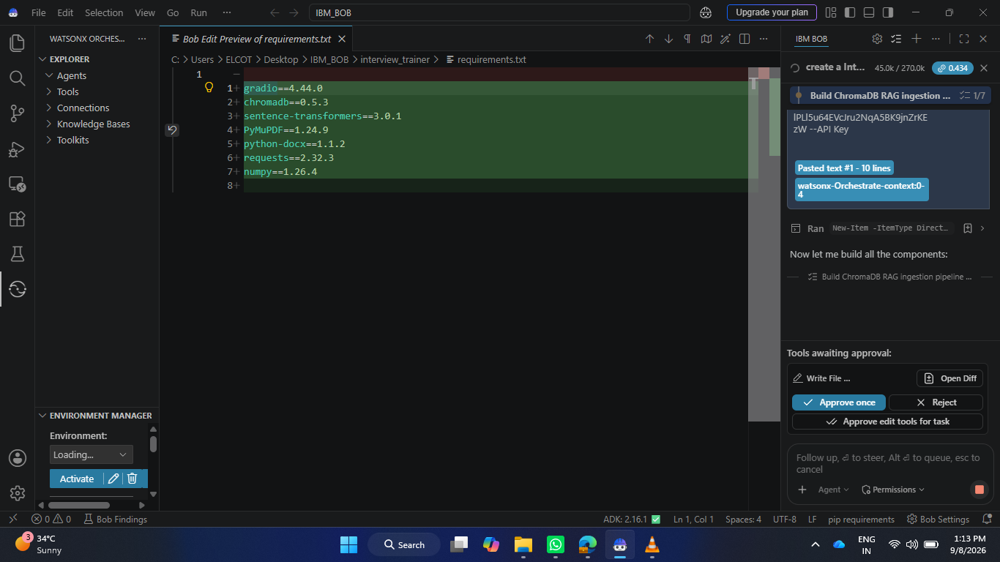 File Edit Selection View Go Run ···
IBM_BOB
Upgrade your plan
WATSONX ORCHES... ···
EXPLORER
Agents
Tools
Connections
Knowledge Bases
Toolkits
ENVIRONMENT MANAGER
Environment:
Loading...
Activate
Bob Edit Preview of requirements.txt
C: > Users > ELCOT > Desktop > IBM_BOB > interview_trainer > requirements.txt
1 –
1+ gradio==4.44.0
2+ chromadb==0.5.3
3+ sentence-transformers==3.0.1
4+ PyMuPDF==1.24.9
5+ python-docx==1.1.2
6+ requests==2.32.3
7+ numpy==1.26.4
8+
IBM BOB
create a Int... 45.0k / 270.0k 0.434
Build ChromaDB RAG ingestion ... 1/7
lPLl5u64EVcJru2NqA5BK9jnZrKE
zW --API Key
Pasted text #1 - 10 lines
watsonx-Orchestrate-context:0-
4
Ran New-Item -ItemType Direct...
Now let me build all the components:
Build ChromaDB RAG ingestion pipeline ...
Tools awaiting approval:
Write File ... Open Diff
Approve once Reject
Approve edit tools for task
Follow up, ⏎ to steer, Alt ⏎ to queue, esc to
cancel
Agent Permissions
0 0 Bob Findings
ADK: 2.16.1 ✅ Ln 1, Col 1 Spaces: 4 UTF-8 LF pip requirements Bob Settings
3
34°C
Sunny
Search
ENG
IN
1:13 PM
9/8/2026